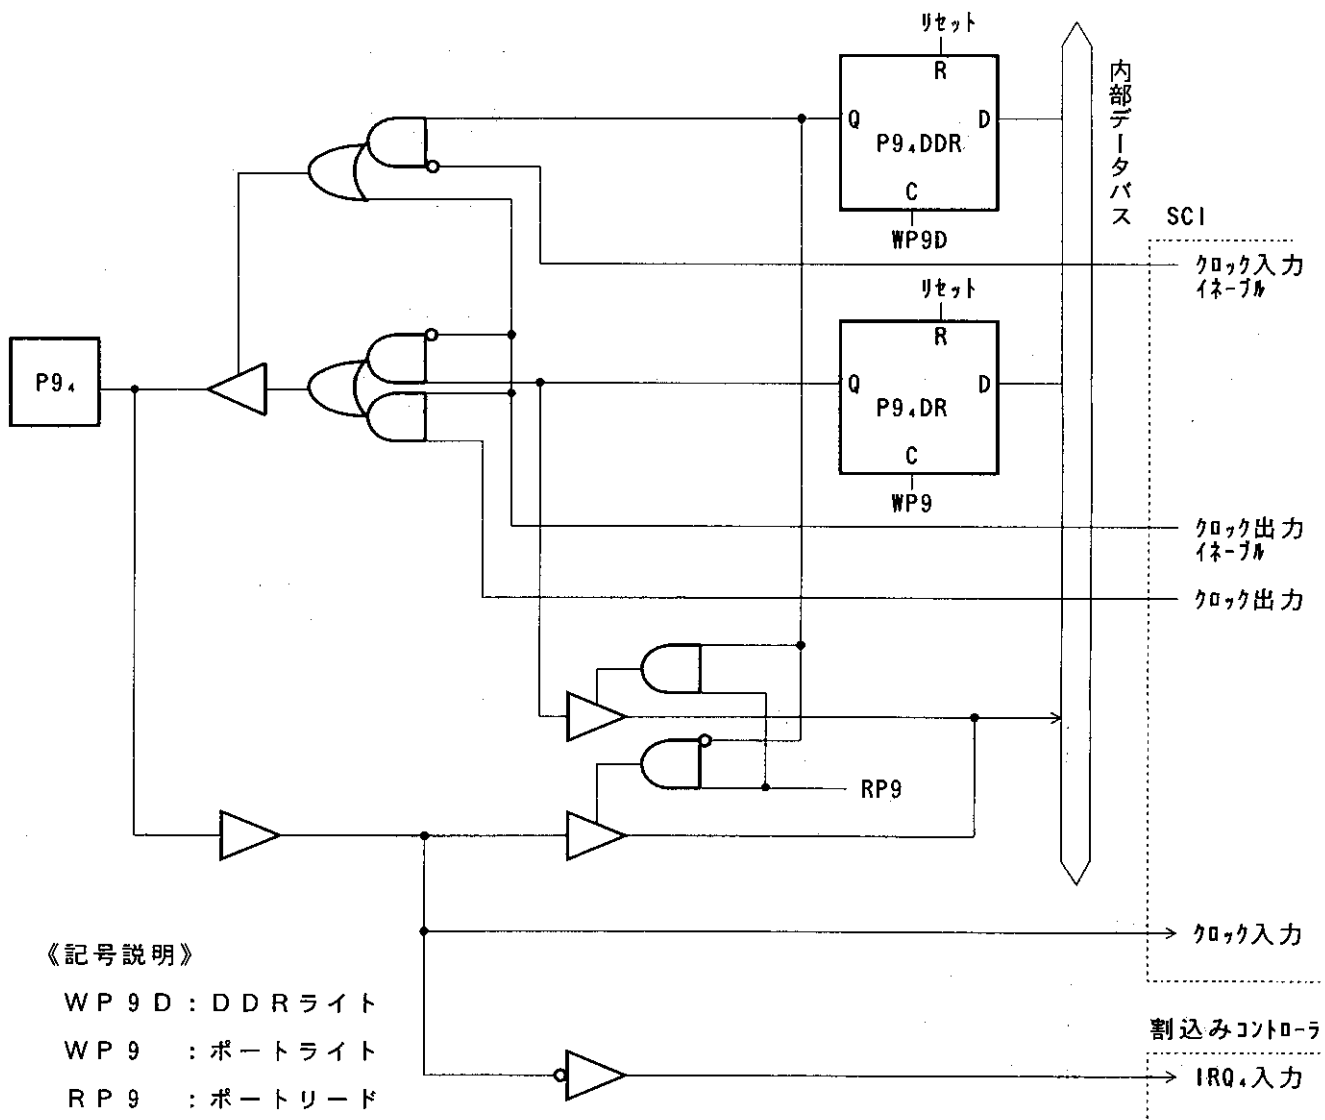 リセット
R
Q
D
P9₄DDR
C
WP9D
内部データバス
SCI
クロック入力
イネーブル
リセット
R
Q
D
P9₄DR
C
WP9
P9₄
クロック出力
イネーブル
クロック出力
RP9
クロック入力
《記号説明》
WP9D:DDRライト
WP9 :ポートライト
RP9 :ポートリード
割込みコントローラ
IRQ₄入力